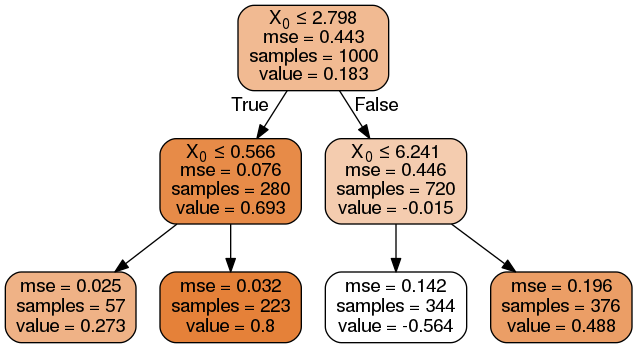 X₀ ≤ 2.798
mse = 0.443
samples = 1000
value = 0.183
True
False
X₀ ≤ 0.566
mse = 0.076
samples = 280
value = 0.693
X₀ ≤ 6.241
mse = 0.446
samples = 720
value = -0.015
mse = 0.025
samples = 57
value = 0.273
mse = 0.032
samples = 223
value = 0.8
mse = 0.142
samples = 344
value = -0.564
mse = 0.196
samples = 376
value = 0.488